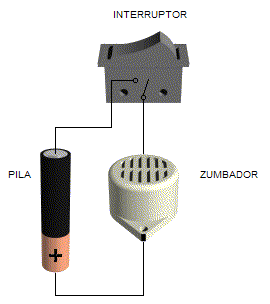 INTERRUPTOR
PILA
ZUMBADOR
+